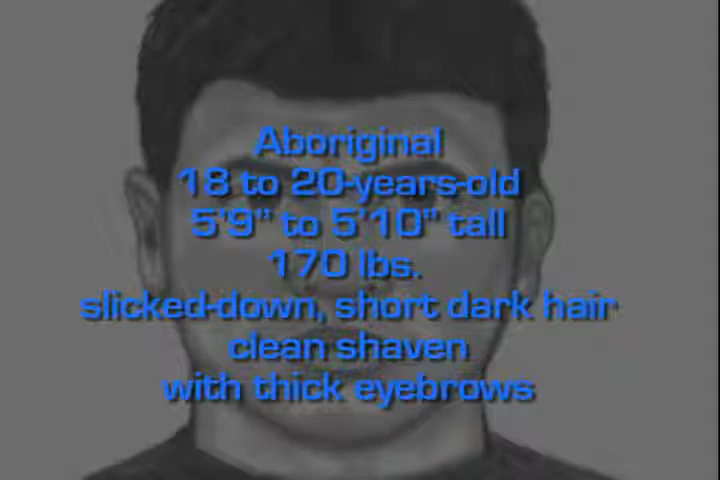 Aboriginal
18 to 20-years-old
5'9" to 5'10" tall
170 lbs.
slicked-down, short dark hair
clean shaven
with thick eyebrows